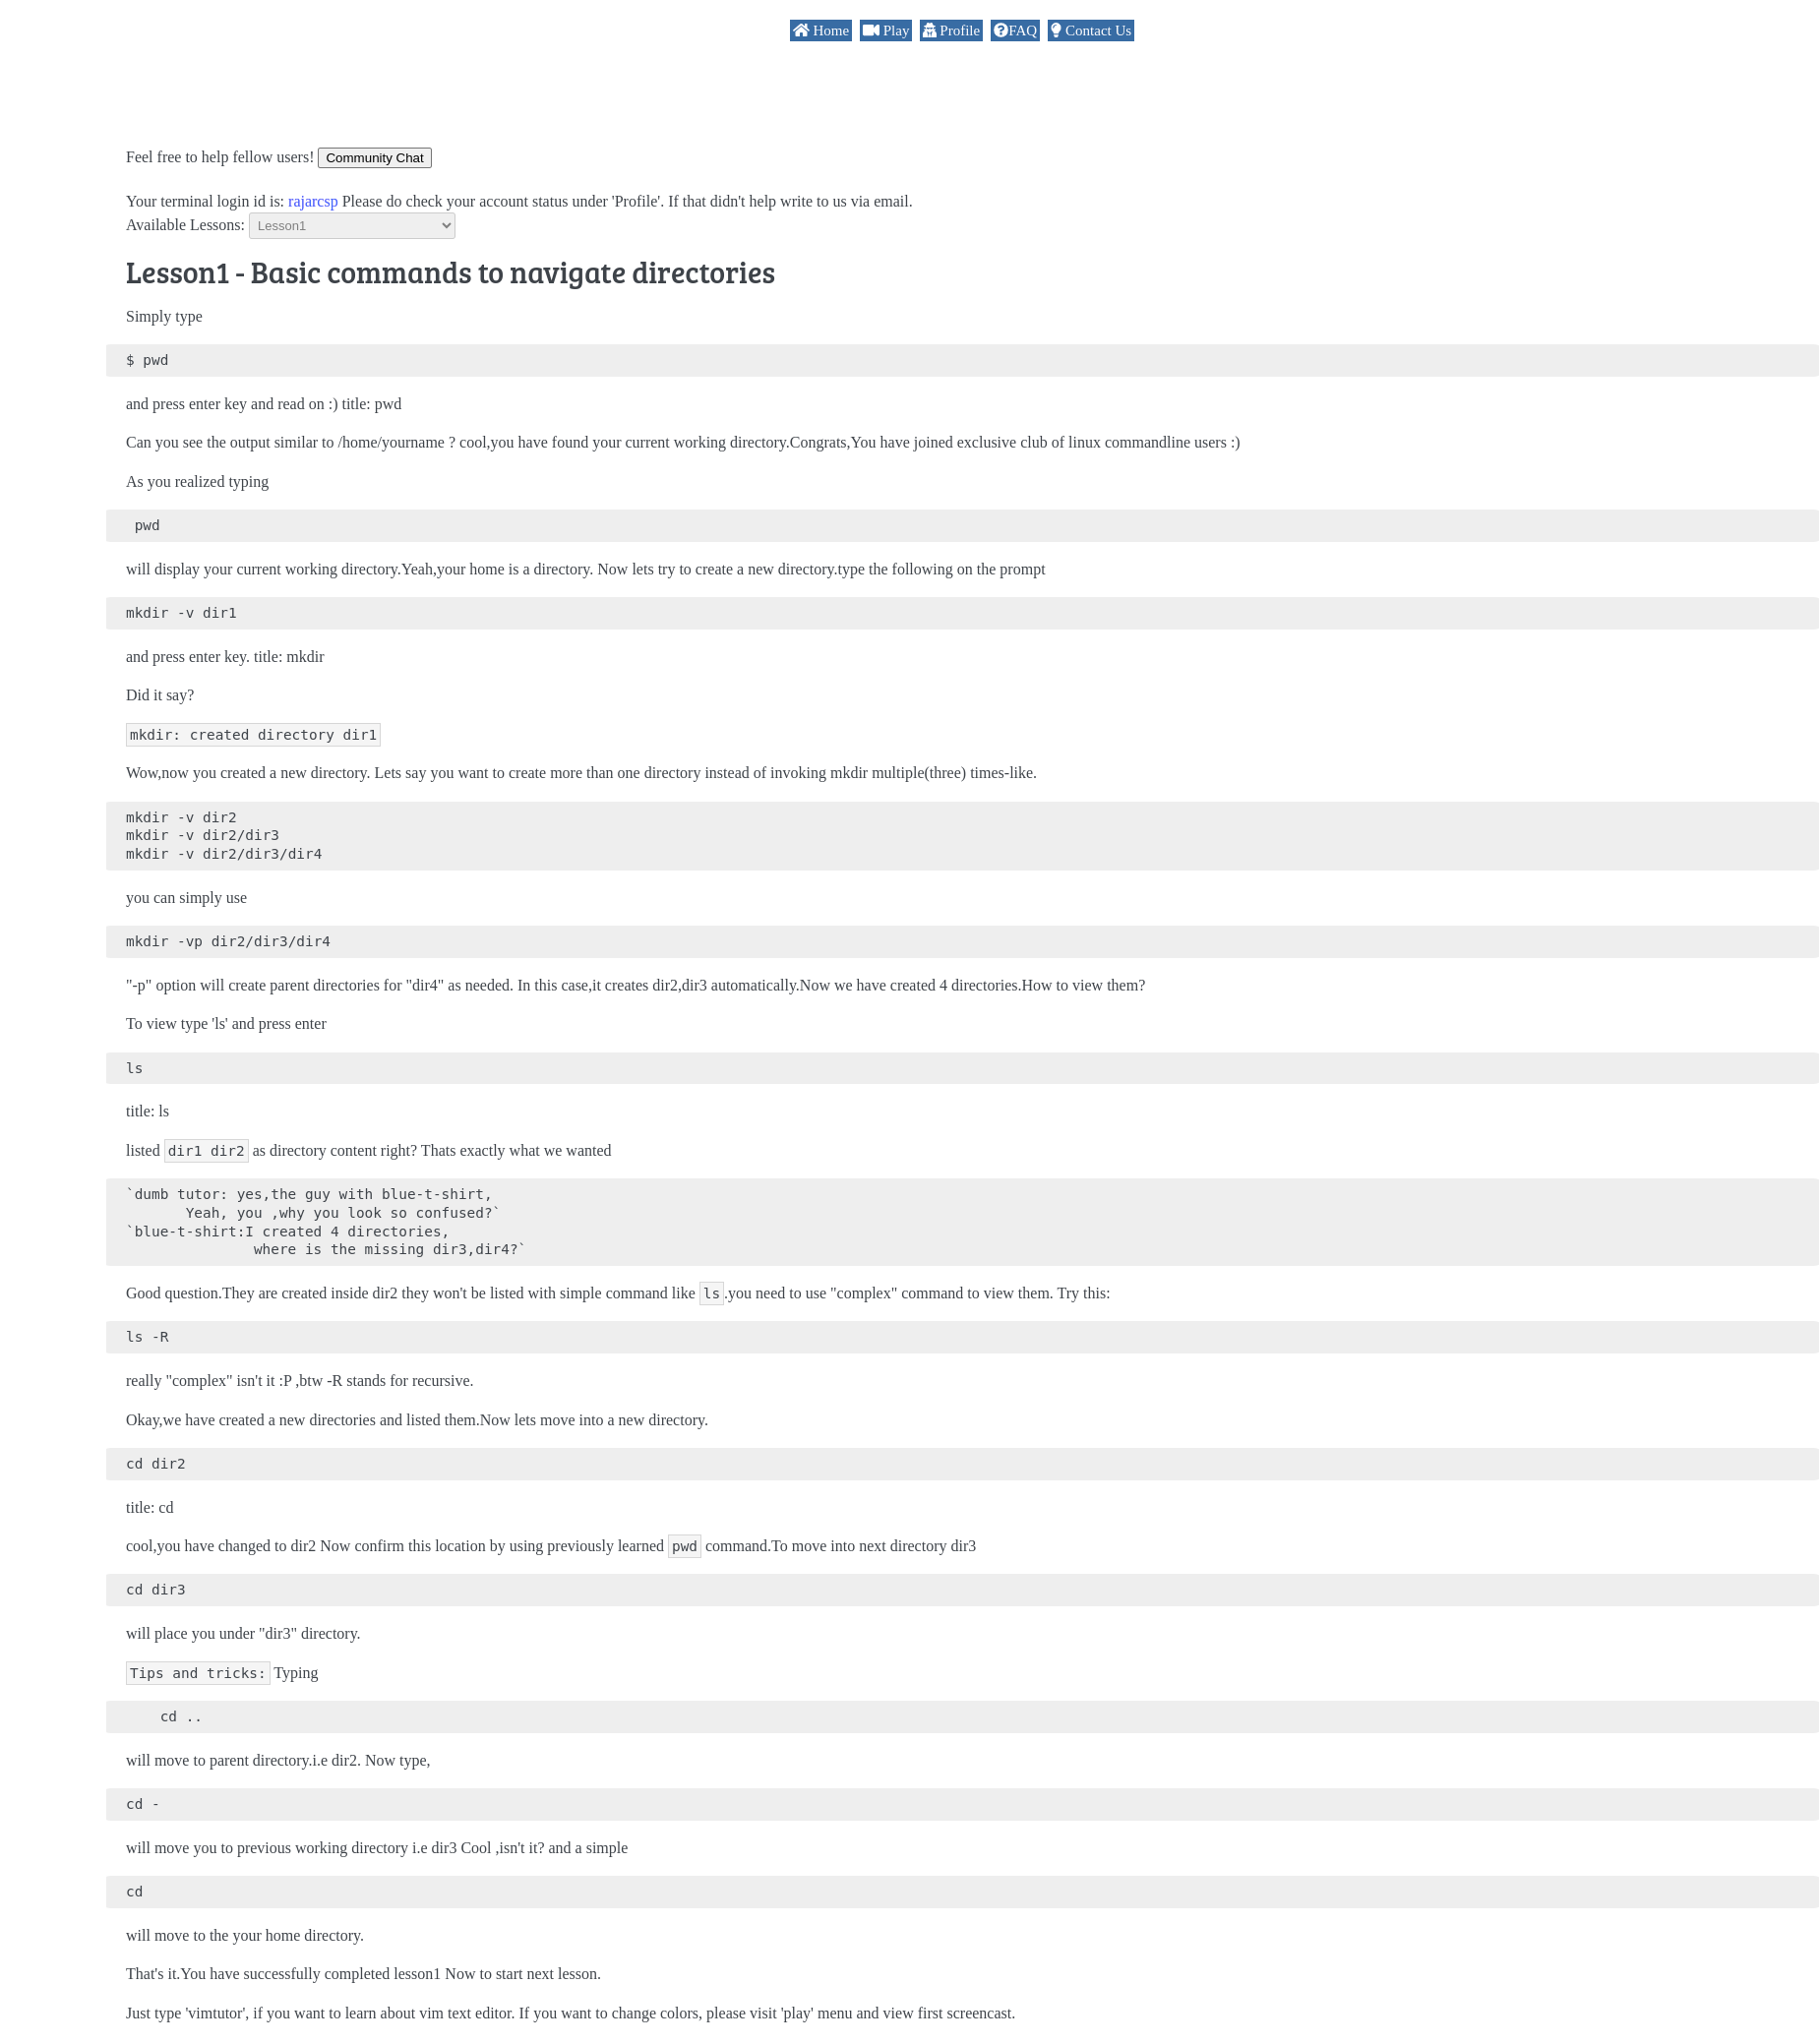 Home Play Profile FAQ Contact Us
Feel free to help fellow users! Community Chat
Your terminal login id is: rajarcsp Please do check your account status under 'Profile'. If that didn't help write to us via email.
Available Lessons: Lesson1
Lesson1 - Basic commands to navigate directories
Simply type
$ pwd
and press enter key and read on :) title: pwd
Can you see the output similar to /home/yourname ? cool,you have found your current working directory.Congrats,You have joined exclusive club of linux commandline users :)
As you realized typing
pwd
will display your current working directory.Yeah,your home is a directory. Now lets try to create a new directory.type the following on the prompt
mkdir -v dir1
and press enter key. title: mkdir
Did it say?
mkdir: created directory dir1
Wow,now you created a new directory. Lets say you want to create more than one directory instead of invoking mkdir multiple(three) times-like.
mkdir -v dir2
mkdir -v dir2/dir3
mkdir -v dir2/dir3/dir4
you can simply use
mkdir -vp dir2/dir3/dir4
"-p" option will create parent directories for "dir4" as needed. In this case,it creates dir2,dir3 automatically.Now we have created 4 directories.How to view them?
To view type 'ls' and press enter
ls
title: ls
listed dir1 dir2 as directory content right? Thats exactly what we wanted
`dumb tutor: yes,the guy with blue-t-shirt,
Yeah, you ,why you look so confused?`
`blue-t-shirt:I created 4 directories,
where is the missing dir3,dir4?`
Good question.They are created inside dir2 they won't be listed with simple command like ls.you need to use "complex" command to view them. Try this:
ls -R
really "complex" isn't it :P ,btw -R stands for recursive.
Okay,we have created a new directories and listed them.Now lets move into a new directory.
cd dir2
title: cd
cool,you have changed to dir2 Now confirm this location by using previously learned pwd command.To move into next directory dir3
cd dir3
will place you under "dir3" directory.
Tips and tricks: Typing
cd ..
will move to parent directory.i.e dir2. Now type,
cd -
will move you to previous working directory i.e dir3 Cool ,isn't it? and a simple
cd
will move to the your home directory.
That's it.You have successfully completed lesson1 Now to start next lesson.
Just type 'vimtutor', if you want to learn about vim text editor. If you want to change colors, please visit 'play' menu and view first screencast.